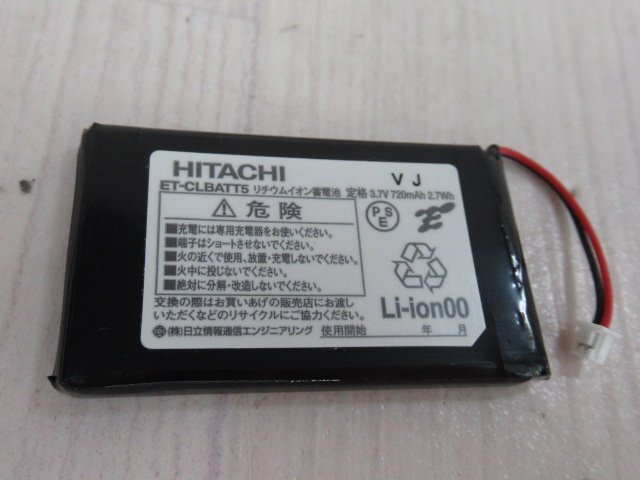 HITACHI
V J
ET-CLBATT5 リチウムイオン蓄電池 定格 3.7V 720mAh 2.7Wh
危険
PSE
■充電には専用充電器をお使いください。
■端子はショートさせないでください。
■火の近くで使用、放置・充電しないでください。
■火中に投じないでください。
■絶対に分解・改造しないでください。
交換の際はお買いあげの販売店にお渡し
いただくなどのリサイクルにご協力ください。
Li-ion00
(株)日立情報通信エンジニアリング 使用開始 年 月